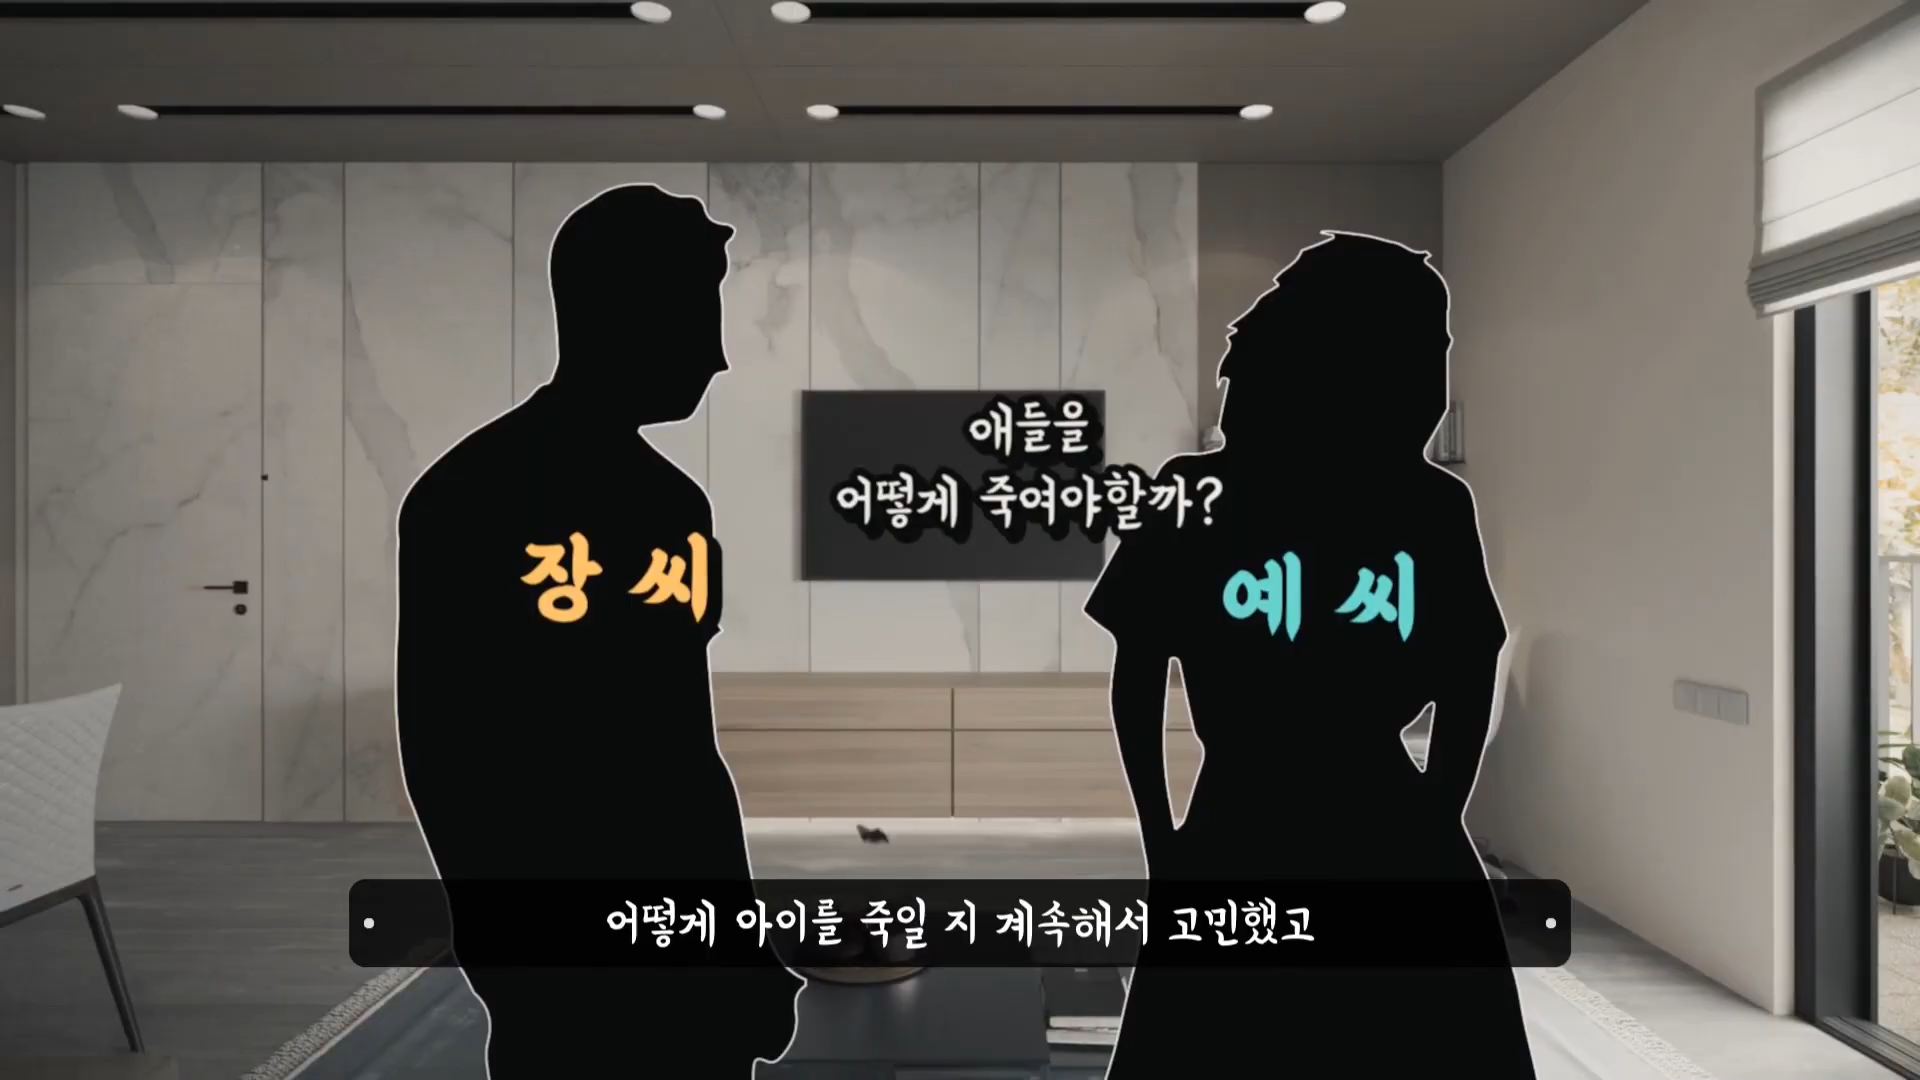 애들을
어떻게 죽여야할까?
장 씨
예 씨
어떻게 아이를 죽일 지 계속해서 고민했고